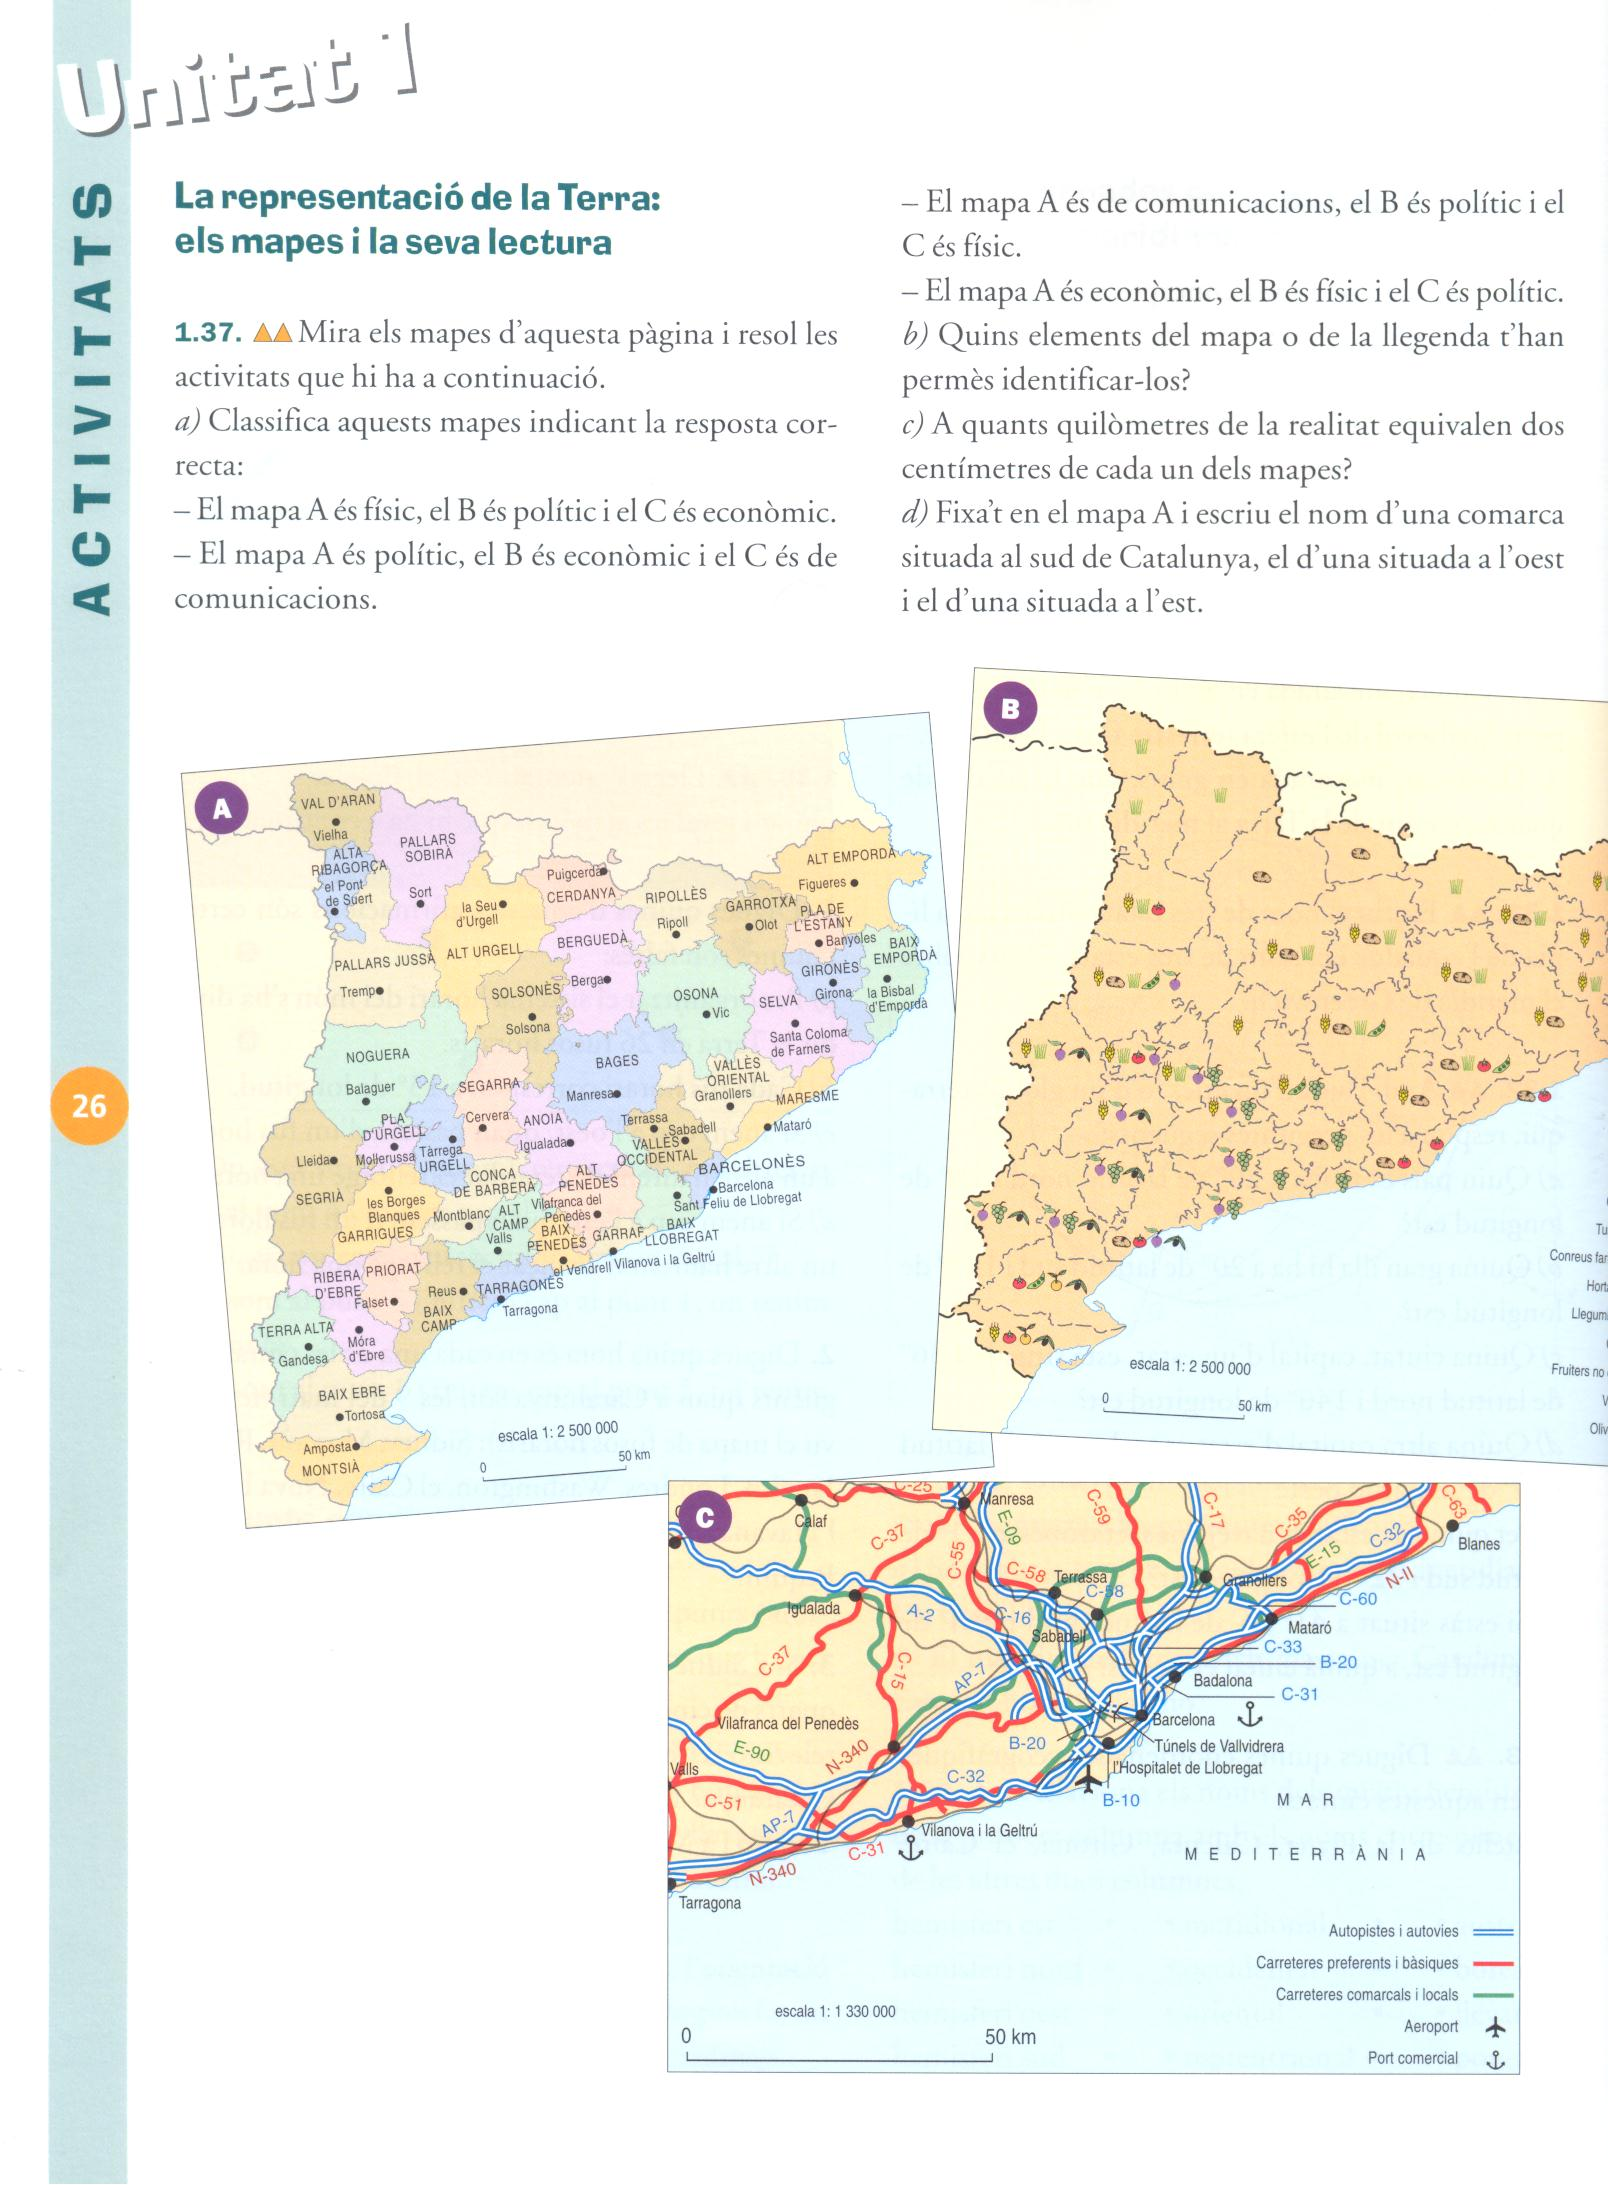 Unitat 1
ACTIVITATS
La representació de la Terra:
els mapes i la seva lectura
1.37. Mira els mapes d'aquesta pàgina i resol les
activitats que hi ha a continuació.
a) Classifica aquests mapes indicant la resposta cor-
recta:
– El mapa A és físic, el B és polític i el C és econòmic.
– El mapa A és polític, el B és econòmic i el C és de
comunicacions.
– El mapa A és de comunicacions, el B és polític i el
C és físic.
– El mapa A és econòmic, el B és físic i el C és polític.
b) Quins elements del mapa o de la llegenda t'han
permès identificar-los?
c) A quants quilòmetres de la realitat equivalen dos
centímetres de cada un dels mapes?
d) Fixa't en el mapa A i escriu el nom d'una comarca
situada al sud de Catalunya, el d'una situada a l'oest
i el d'una situada a l'est.
26
A
VAL D'ARAN
Vielha
ALTA
RIBAGORÇA
el Pont
de Suert
PALLARS
SOBIRÀ
Sort
la Seu
d'Urgell
ALT URGELL
Puigcerdà
CERDANYA
RIPOLLÈS
Ripoll
GARROTXA
Olot
ALT EMPORDÀ
Figueres
PLA DE
L'ESTANY
Banyoles
BAIX
EMPORDÀ
la Bisbal
d'Empordà
GIRONÈS
Girona
PALLARS JUSSÀ
Tremp
BERGUEDÀ
Berga
SOLSONÈS
Solsona
OSONA
Vic
SELVA
Santa Coloma
de Farners
NOGUERA
Balaguer
SEGARRA
Cervera
BAGES
Manresa
VALLÈS
ORIENTAL
Granollers
MARESME
Mataró
PLA
D'URGELL
Mollerussa
Tàrrega
URGELL
ANOIA
Igualada
Terrassa
Sabadell
VALLÈS
OCCIDENTAL
Lleida
SEGRIÀ
les Borges
Blanques
GARRIGUES
CONCA
DE BARBERÀ
Montblanc
ALT
CAMP
Valls
ALT
PENEDÈS
Vilafranca del
Penedès
BARCELONÈS
Barcelona
Sant Feliu de Llobregat
BAIX
LLOBREGAT
BAIX
PENEDÈS
GARRAF
el Vendrell
Vilanova i la Geltrú
RIBERA
D'EBRE
PRIORAT
Falset
Reus
BAIX
CAMP
TARRAGONÈS
Tarragona
TERRA ALTA
Gandesa
Móra
d'Ebre
BAIX EBRE
Tortosa
Amposta
MONTSIÀ
escala 1: 2 500 000
0
50 km
B
escala 1: 2 500 000
0
50 km
Tu
Conreus far
Hort
Llegum
Fruiters no
V
Oliv
C
C-25
Manresa
Calaf
C-37
C-55
E-09
C-59
C-17
C-35
C-63
C-32
E-15
N-II
Blanes
C-58
Terrassa
C-58
Granollers
C-60
Igualada
A-2
C-16
Sabadell
Mataró
C-33
C-37
C-15
AP-7
B-20
Badalona
C-31
Vilafranca del Penedès
Barcelona
E-90
N-340
B-20
Túnels de Vallvidrera
l'Hospitalet de Llobregat
Valls
C-51
C-32
B-10
AP-7
Vilanova i la Geltrú
C-31
N-340
Tarragona
MAR
MEDITERRÀNIA
Autopistes i autovies
Carreteres preferents i bàsiques
Carreteres comarcals i locals
Aeroport
Port comercial
escala 1: 1 330 000
0
50 km